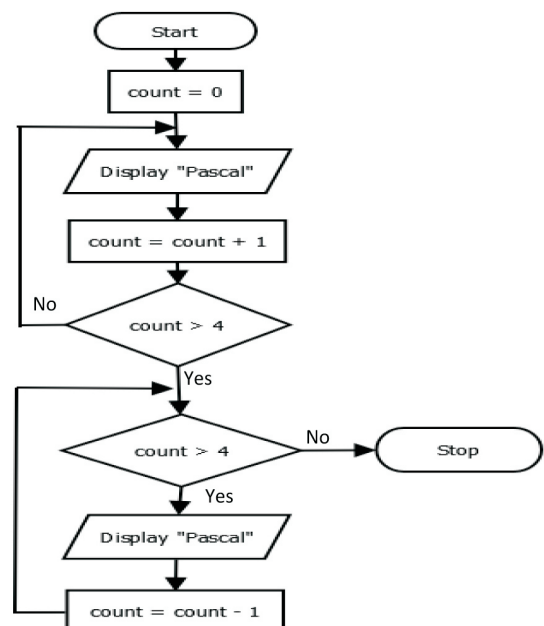 Start
count = 0
Display "Pascal"
count = count + 1
No
count > 4
Yes
count > 4
No
Stop
Yes
Display "Pascal"
count = count - 1